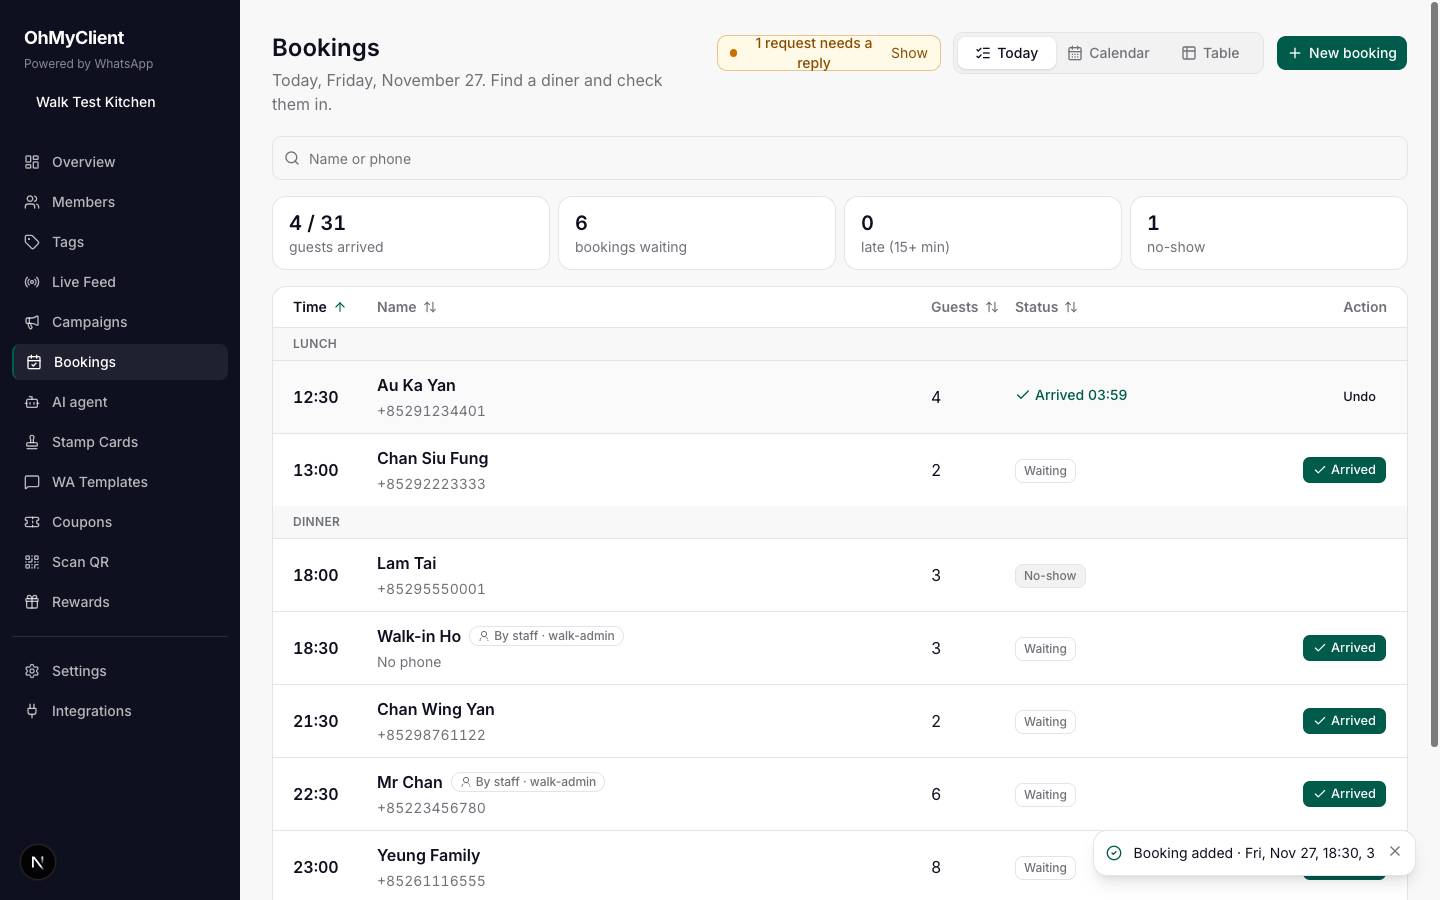 OhMyClient
Powered by WhatsApp
Walk Test Kitchen
Overview
Members
Tags
Live Feed
Campaigns
Bookings
AI agent
Stamp Cards
WA Templates
Coupons
Scan QR
Rewards
Settings
Integrations
N
Bookings
Today, Friday, November 27. Find a diner and check
them in.
1 request needs a
reply
Show
Today
Calendar
Table
+ New booking
Name or phone
4 / 31
guests arrived
6
bookings waiting
0
late (15+ min)
1
no-show
Time Name Guests Status Action
LUNCH
12:30 Au Ka Yan 4 Arrived 03:59 Undo
+85291234401
13:00 Chan Siu Fung 2 Waiting Arrived
+85292223333
DINNER
18:00 Lam Tai 3 No-show
+85295550001
18:30 Walk-in Ho By staff · walk-admin 3 Waiting Arrived
No phone
21:30 Chan Wing Yan 2 Waiting Arrived
+85298761122
22:30 Mr Chan By staff · walk-admin 6 Waiting Arrived
+85223456780
23:00 Yeung Family 8 Waiting
+85261116555
Booking added · Fri, Nov 27, 18:30, 3